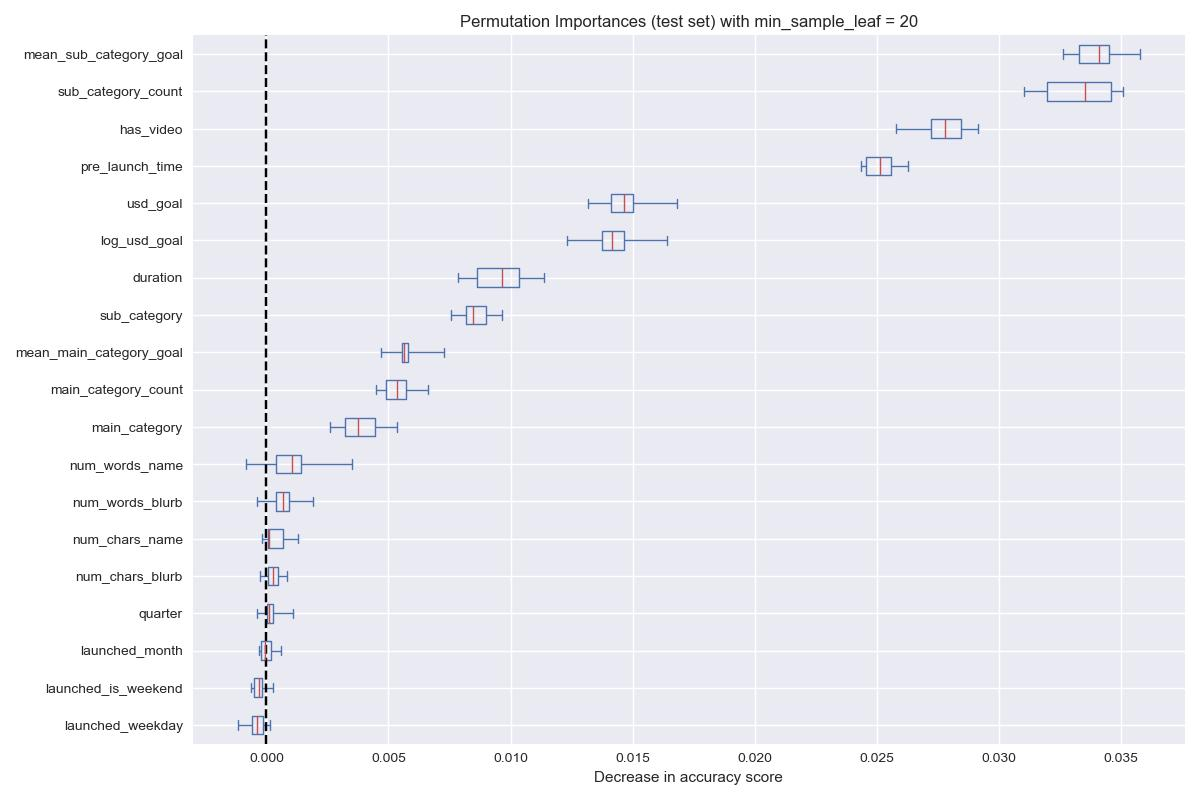 Permutation Importances (test set) with min_sample_leaf = 20
mean_sub_category_goal
sub_category_count
has_video
pre_launch_time
usd_goal
log_usd_goal
duration
sub_category
mean_main_category_goal
main_category_count
main_category
num_words_name
num_words_blurb
num_chars_name
num_chars_blurb
quarter
launched_month
launched_is_weekend
launched_weekday
0.000 0.005 0.010 0.015 0.020 0.025 0.030 0.035
Decrease in accuracy score